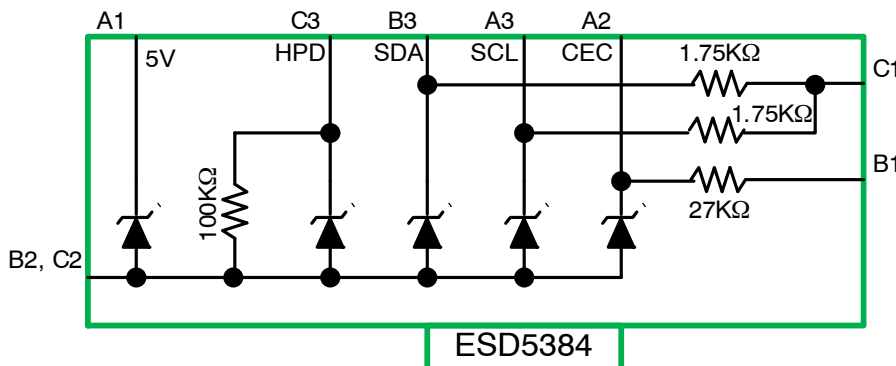 A1
C3
B3
A3
A2
5V
HPD
SDA
SCL
CEC
1.75KΩ
C1
1.75KΩ
B1
100KΩ
27KΩ
B2, C2
ESD5384